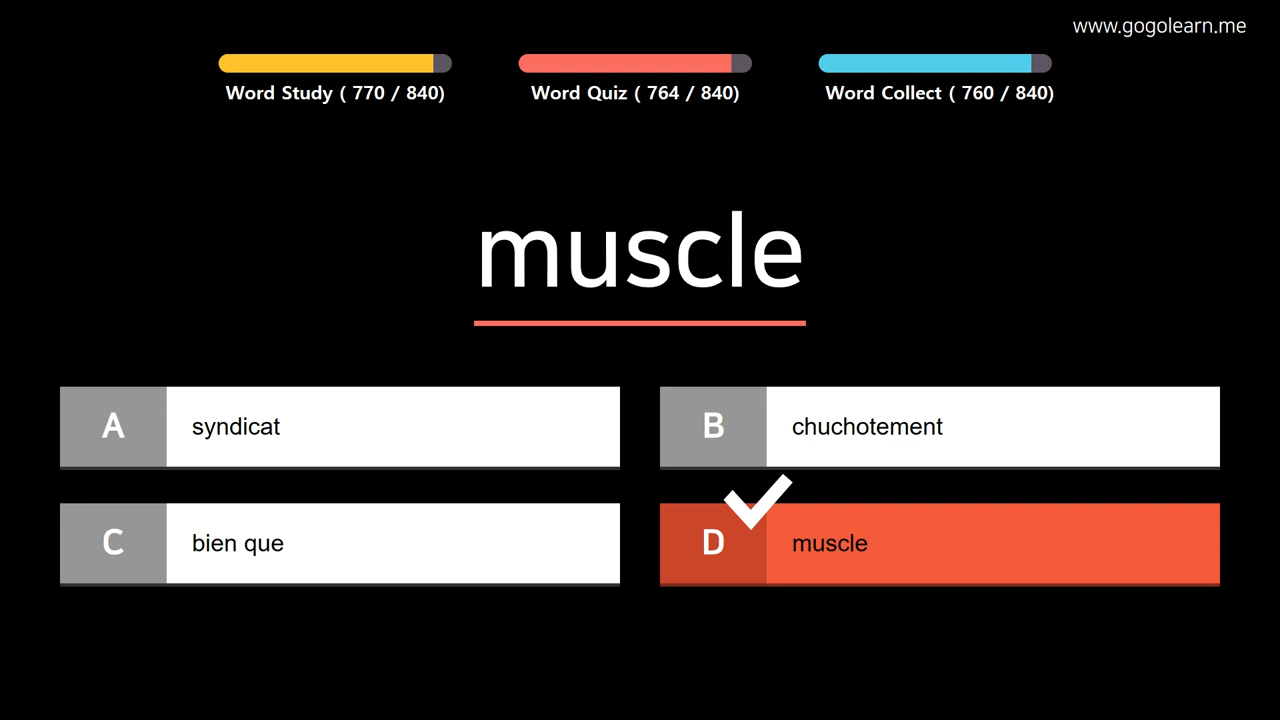 www.gogolearn.me
Word Study ( 770 / 840)
Word Quiz ( 764 / 840)
Word Collect ( 760 / 840)
muscle
A syndicat
B chuchotement
C bien que
D muscle